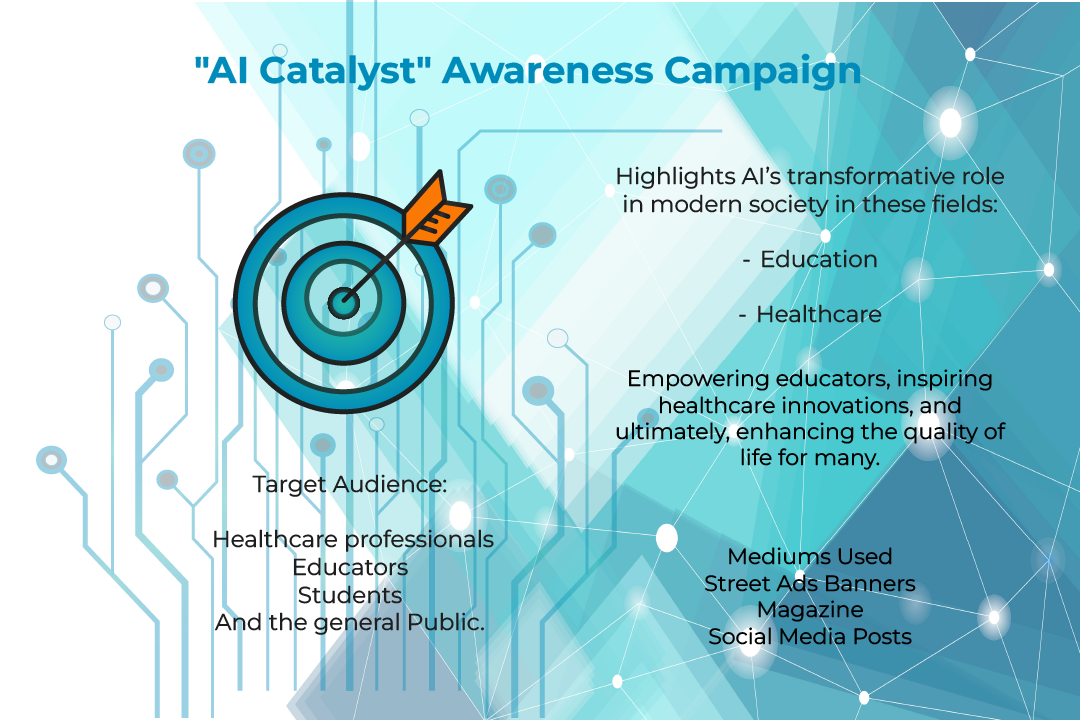 "AI Catalyst" Awareness Campaign
Highlights AI’s transformative role
in modern society in these fields:
- Education
- Healthcare
Empowering educators, inspiring
healthcare innovations, and
ultimately, enhancing the quality of
life for many.
Target Audience:
Healthcare professionals
Educators
Students
And the general Public.
Mediums Used
Street Ads Banners
Magazine
Social Media Posts